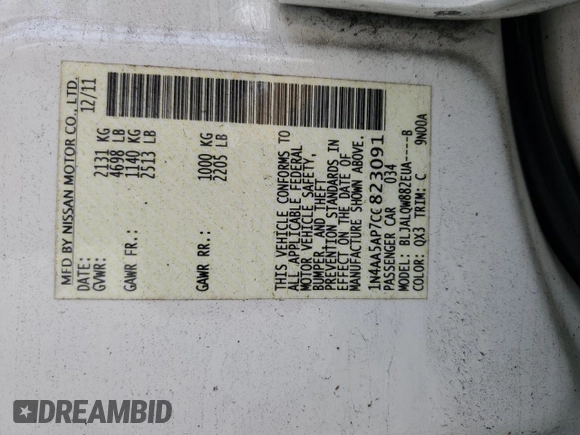 MFD BY NISSAN MOTOR CO., LTD.
DATE: 12/11
GVWR: 2131 KG
4698 LB
GAWR FR.: 1140 KG
2513 LB
GAWR RR.: 1000 KG
2205 LB
THIS VEHICLE CONFORMS TO
ALL APPLICABLE FEDERAL
MOTOR VEHICLE SAFETY,
BUMPER, AND THEFT
PREVENTION STANDARDS IN
EFFECT ON THE DATE OF
MANUFACTURE SHOWN ABOVE.
1N4AA5AP7CC823091
PASSENGER CAR 034
MODEL: BLJALQW882EUA----B
COLOR: QX3 TRIM: C 9N00A
DREAMBID